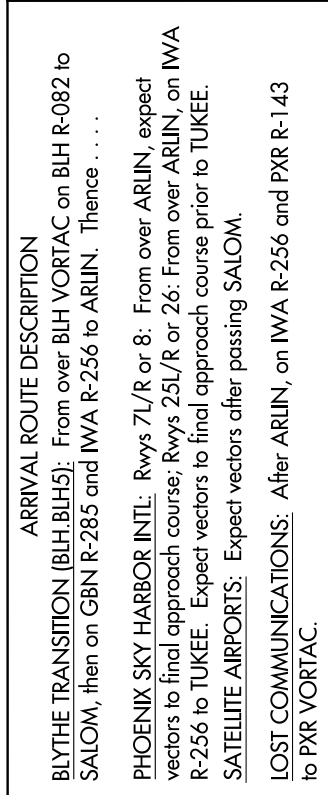 ARRIVAL ROUTE DESCRIPTION
BLYTHE TRANSITION (BLH.BLH5): From over BLH VORTAC on BLH R-082 to
SALOM, then on GBN R-285 and IWA R-256 to ARLIN. Thence . . . .
PHOENIX SKY HARBOR INTL: Rwys 7L/R or 8: From over ARLIN, expect
vectors to final approach course; Rwys 25L/R or 26: From over ARLIN, on IWA
R-256 to TUKEE. Expect vectors to final approach course prior to TUKEE.
SATELLITE AIRPORTS: Expect vectors after passing SALOM.
LOST COMMUNICATIONS: After ARLIN, on IWA R-256 and PXR R-143
to PXR VORTAC.